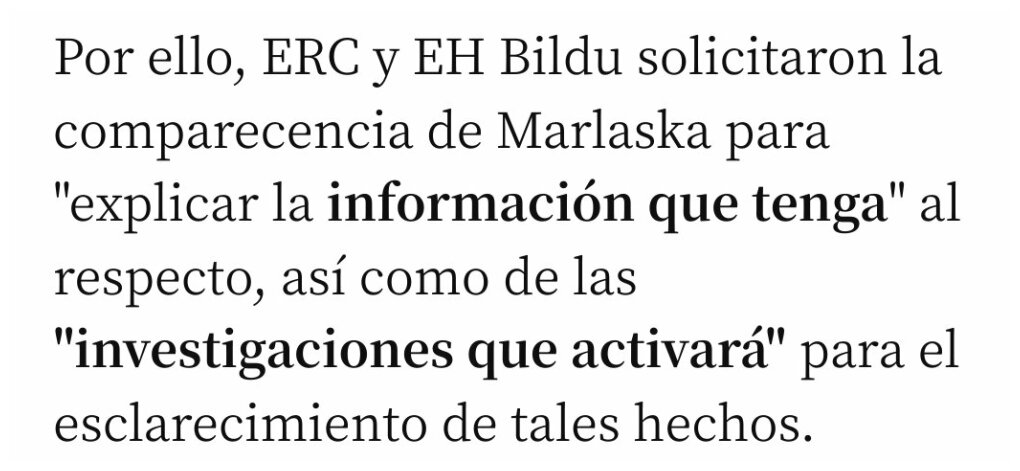 Por ello, ERC y EH Bildu solicitaron la
comparecencia de Marlaska para
"explicar la información que tenga" al
respecto, así como de las
"investigaciones que activará" para el
esclarecimiento de tales hechos.